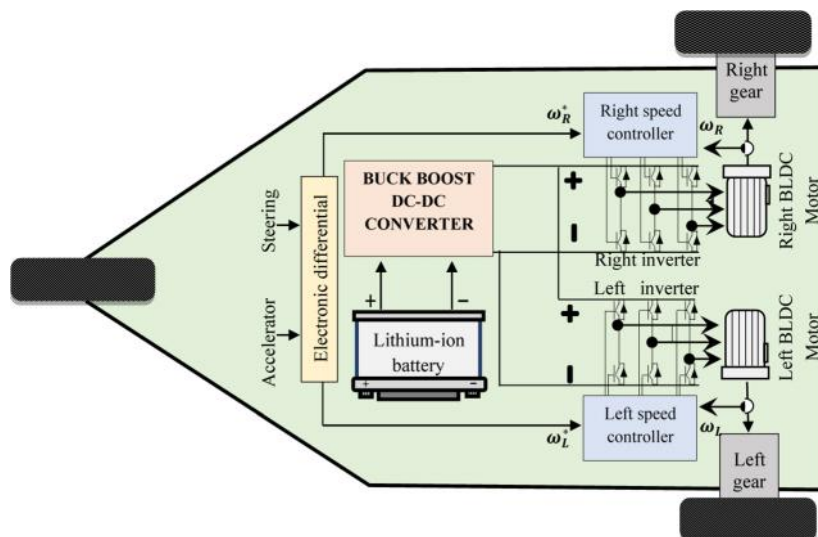 Right
gear
ω*R
Right speed
controller
ωR
BUCK BOOST
DC-DC
CONVERTER
+
−
Right BLDC
Motor
Right inverter
Steering
Accelerator
Electronic differential
+ −
Lithium-ion
battery
+ −
Left inverter
+
−
Left BLDC
Motor
ω*L
Left speed
controller
ωL
Left
gear